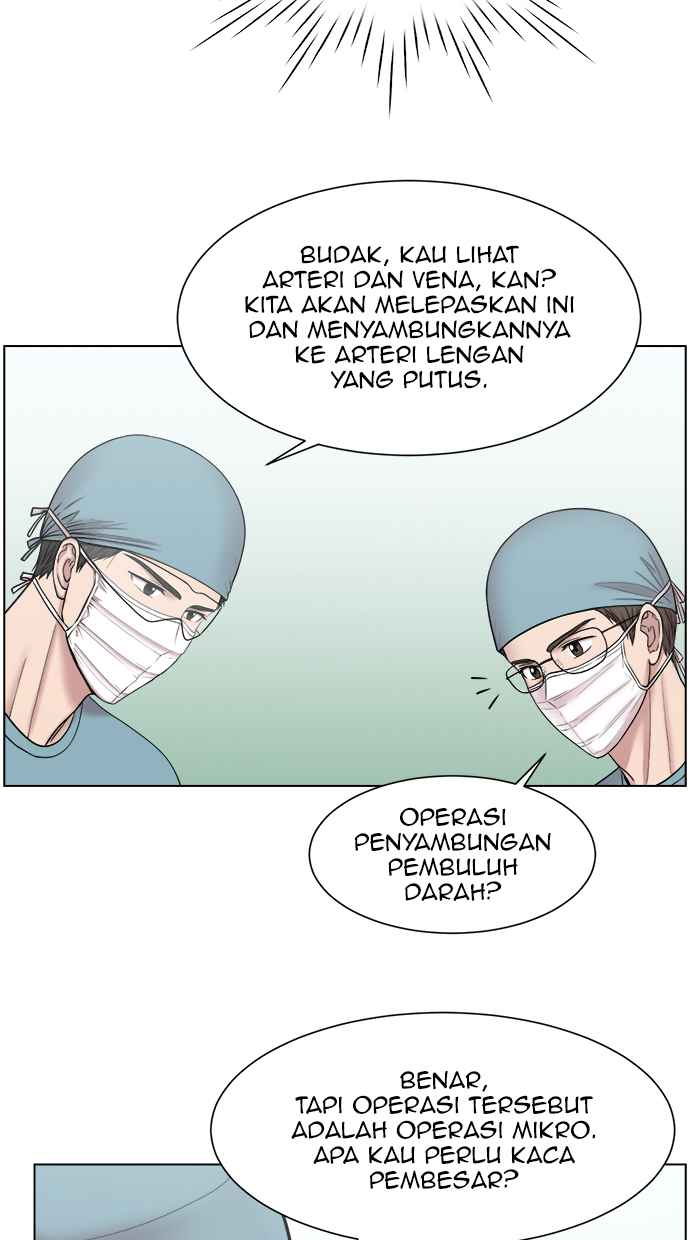 BUDAK, KAU LIHAT
ARTERI DAN VENA, KAN?
KITA AKAN MELEPASKAN INI
DAN MENYAMBUNGKANNYA
KE ARTERI LENGAN
YANG PUTUS.
OPERASI
PENYAMBUNGAN
PEMBULUH
DARAH?
BENAR,
TAPI OPERASI TERSEBUT
ADALAH OPERASI MIKRO.
APA KAU PERLU KACA
PEMBESAR?